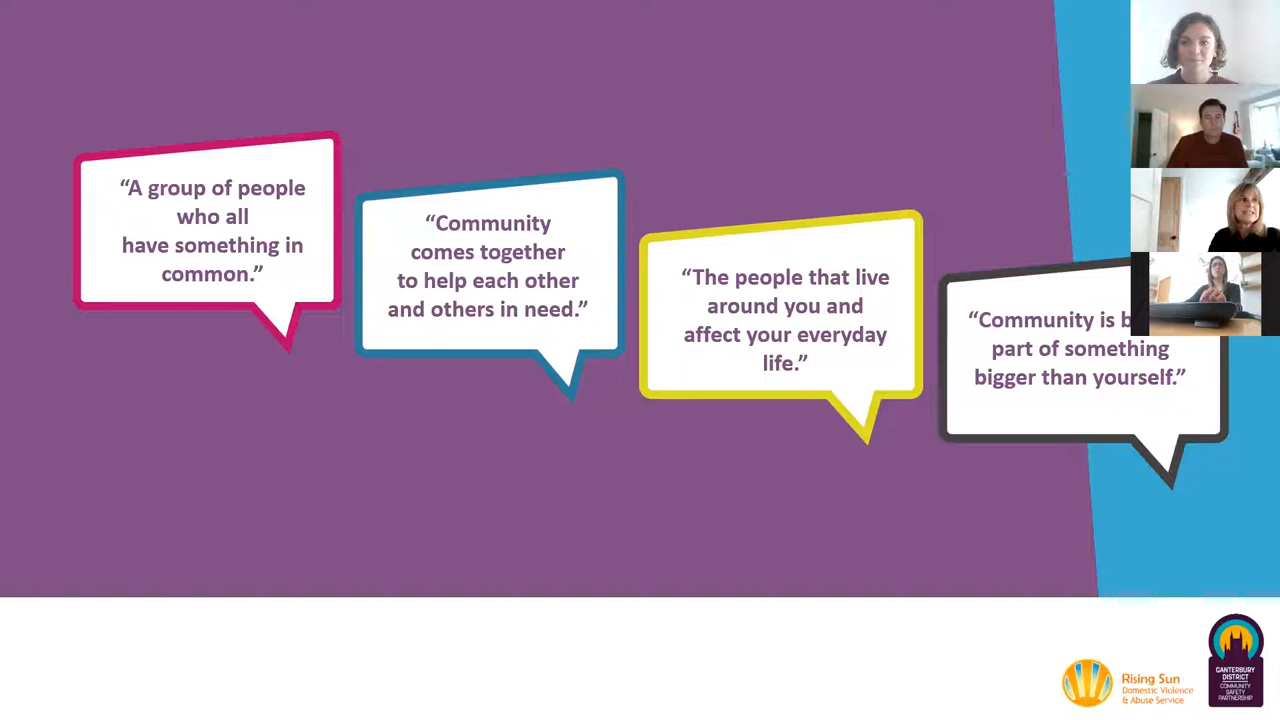 “A group of people
who all
have something in
common.”
“Community
comes together
to help each other
and others in need.”
“The people that live
around you and
affect your everyday
life.”
“Community is
part of something
bigger than yourself.”
Rising Sun
Domestic Violence
& Abuse Service
CANTERBURY
DISTRICT
COMMUNITY
SAFETY
PARTNERSHIP